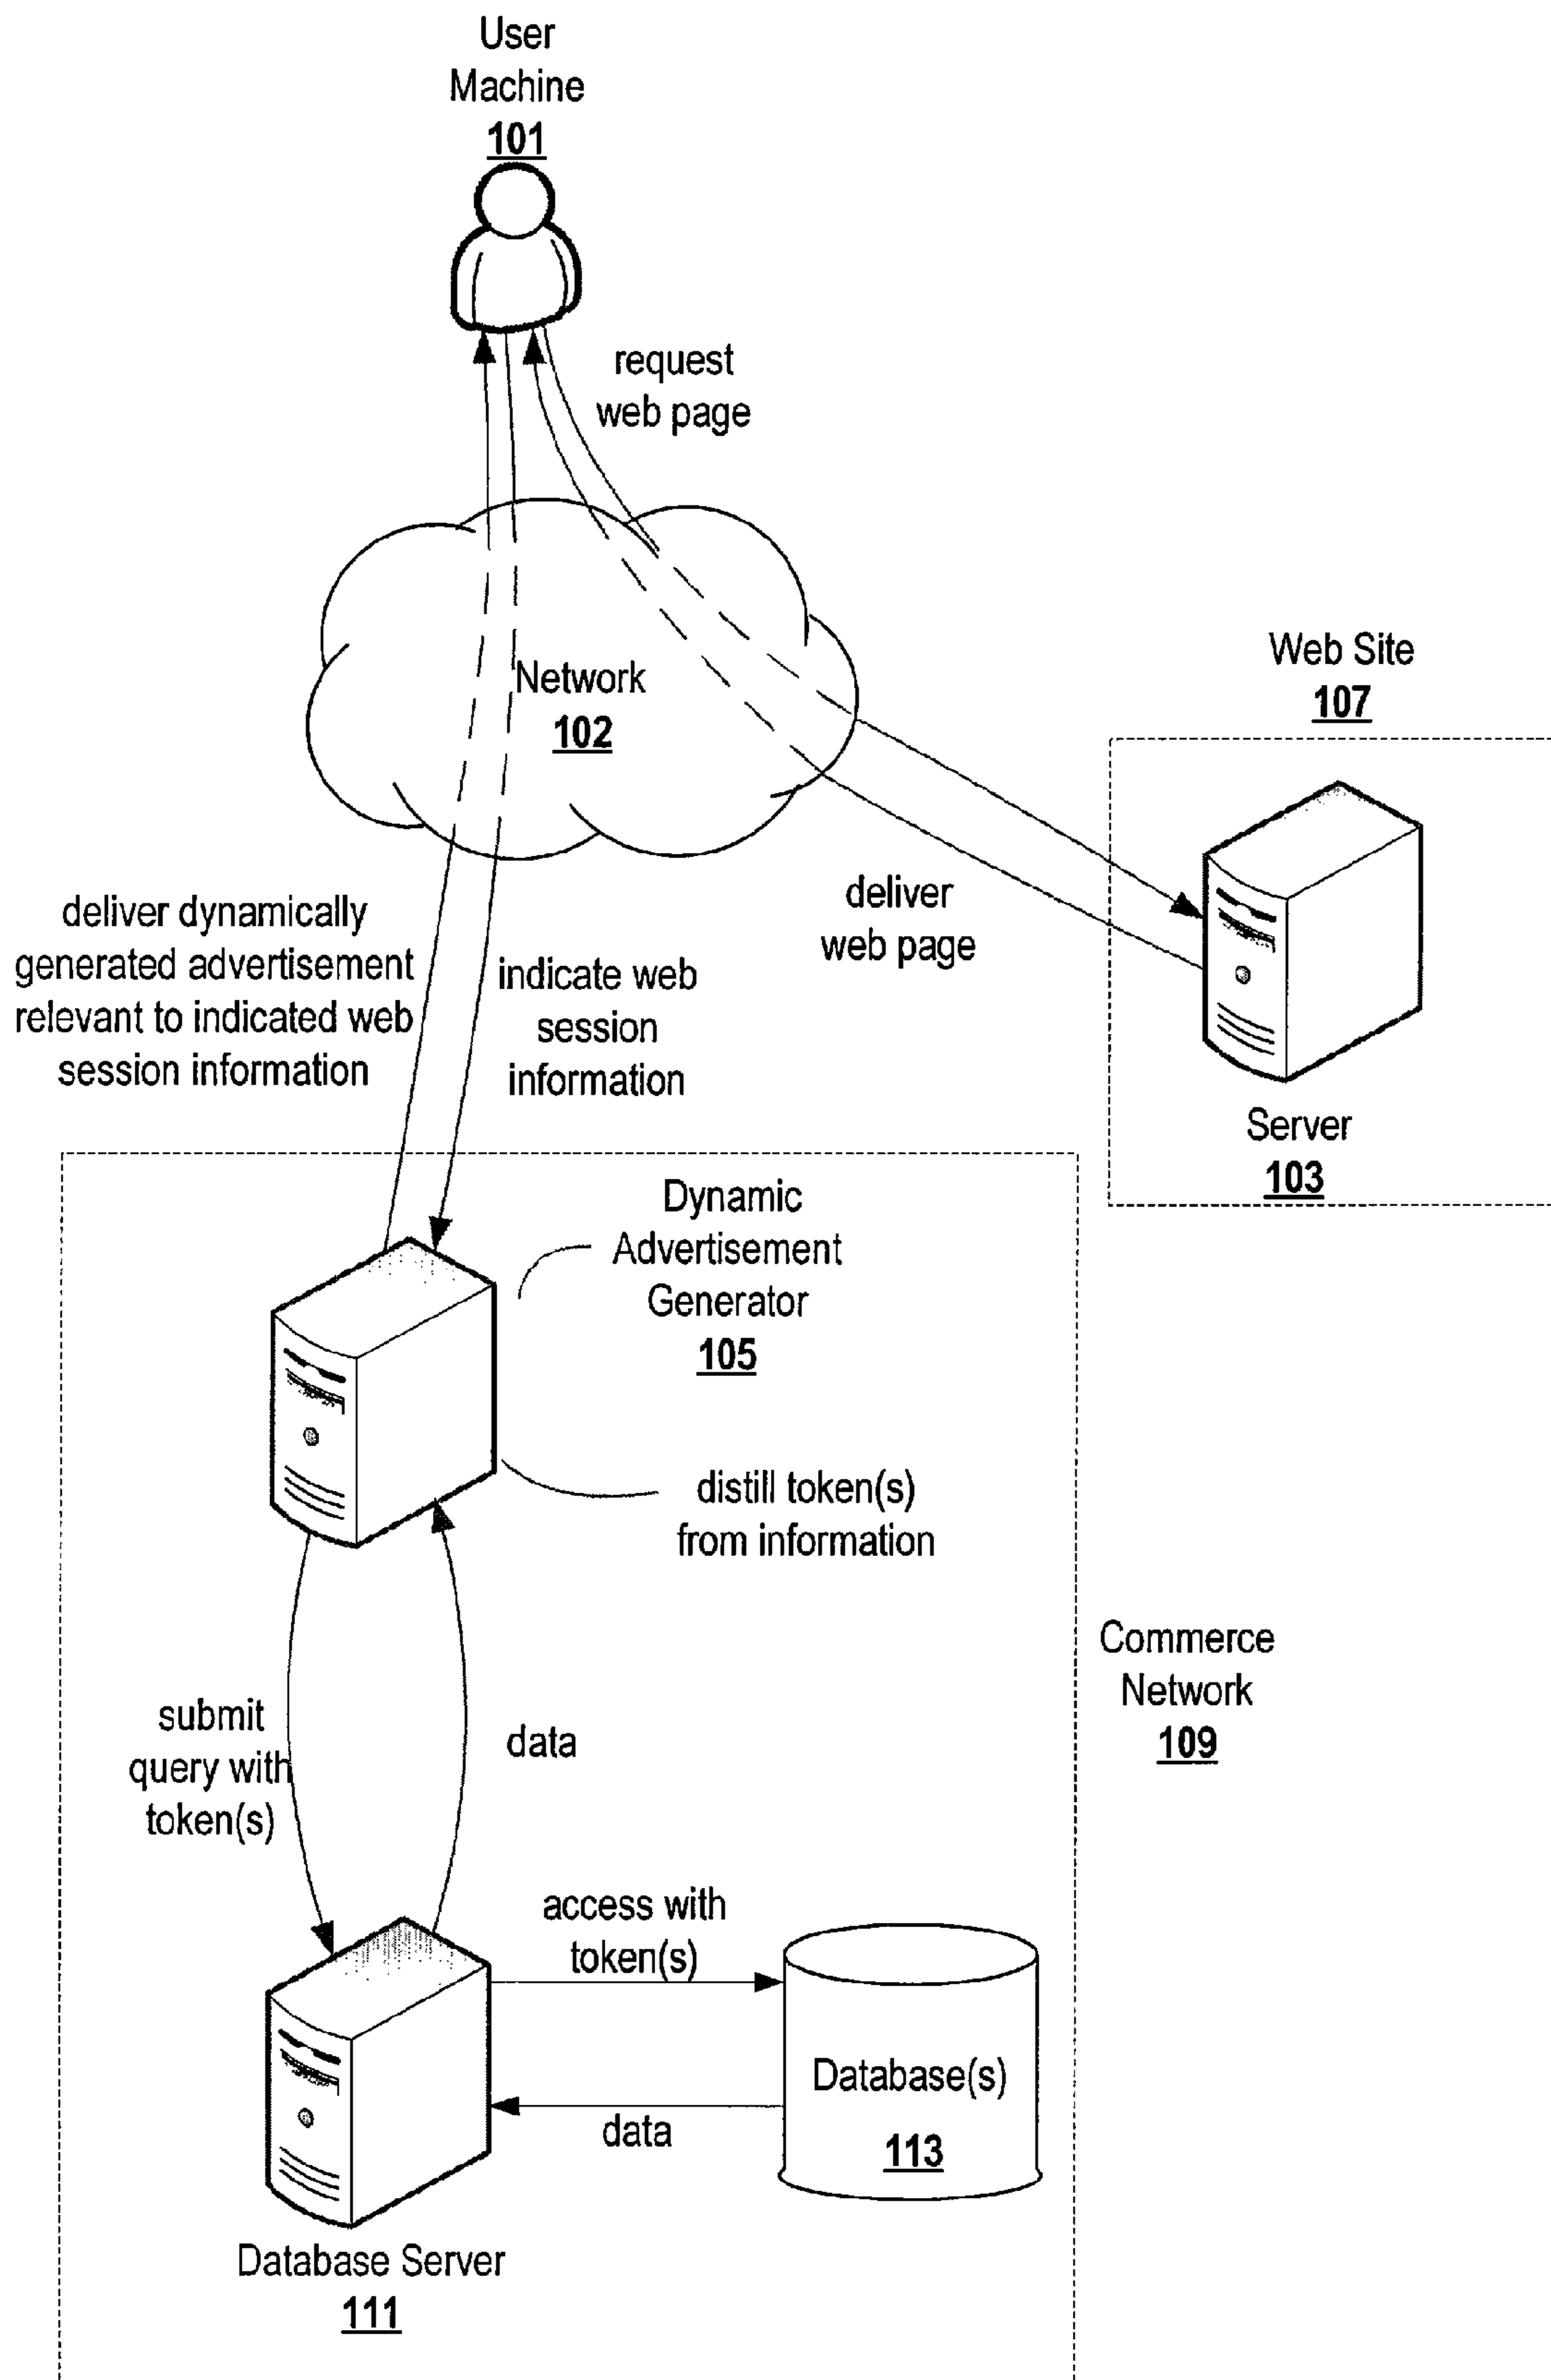 User
Machine
101
request
web page
Network
102
Web Site
107
deliver
web page
Server
103
deliver dynamically
generated advertisement
relevant to indicated web
session information
indicate web
session
information
Dynamic
Advertisement
Generator
105
distill token(s)
from information
Commerce
Network
109
submit
query with
token(s)
data
access with
token(s)
Database(s)
113
data
Database Server
111